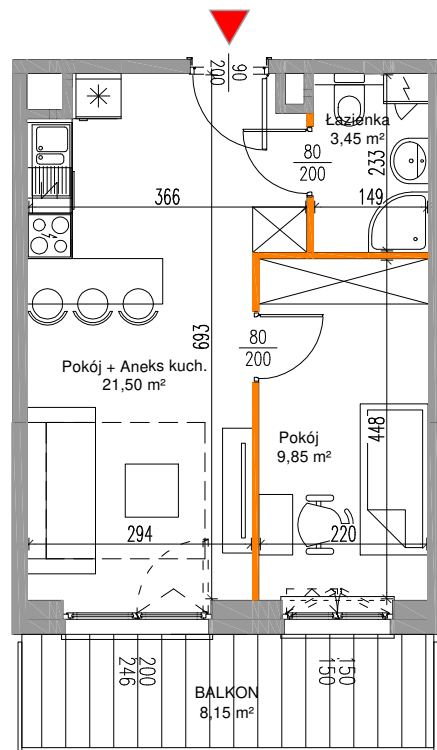 90
200
Łazienka
3,45 m²
233
80
200
366
149
693
80
200
Pokój + Aneks kuch.
21,50 m²
448
Pokój
9,85 m²
294
220
200
246
150
150
BALKON
8,15 m²